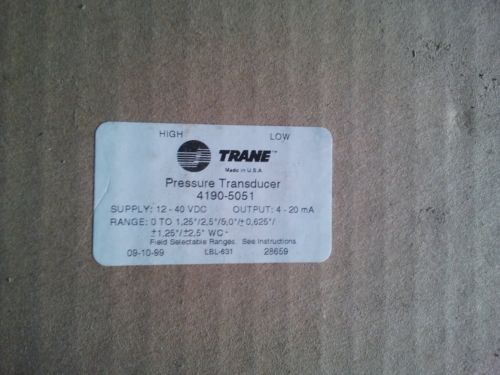 HIGH LOW
TRANE™
Made in U.S.A.
Pressure Transducer
4190-5051
SUPPLY: 12 - 40 VDC OUTPUT: 4 - 20 mA
RANGE: 0 TO 1,25"/2,5"/5,0"/± 0,625"/
±1,25"/±2,5" WC -
Field Selectable Ranges. See Instructions
09-10-99 LBL-631 28659